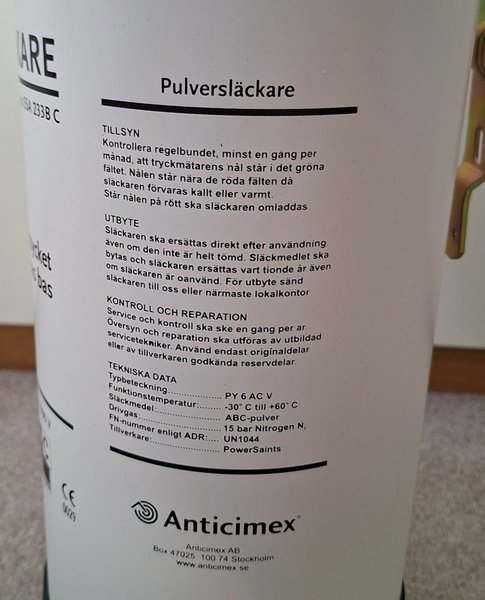 KARE
233B C
Pulversläckare
TILLSYN
Kontrollera regelbundet, minst en gång per
månad, att tryckmätarens nål står i det gröna
fältet. Nålen står nära de röda fälten då
släckaren förvaras kallt eller varmt.
Står nålen på rött ska släckaren omladdas
UTBYTE
Släckaren ska ersättas direkt efter användning
även om den inte är helt tömd. Släckmedlet ska
bytas och släckaren ersättas vart tionde år även
om släckaren är oanvänd. För utbyte sänd
släckaren till oss eller närmaste lokalkontor
KONTROLL OCH REPARATION
Service och kontroll ska ske en gång per år
Översyn och reparation ska utföras av utbildad
servicetekniker. Använd endast originaldelar
eller av tillverkaren godkända reservdelar.
TEKNISKA DATA
Typbeteckning:.................... PY 6 AC V
Funktionstemperatur:....... -30° C till +60° C
Släckmedel:........................ ABC-pulver
Drivgas:............................. 15 bar Nitrogen N₂
FN-nummer enligt ADR:.... UN1044
Tillverkare:......................... PowerSaints
cket
bas
CE
0029
Anticimex
Anticimex AB
Box 47025, 100 74 Stockholm
www.anticimex.se